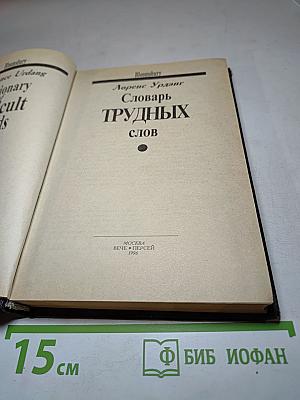 Bloomsbury
ence Urdang
ionary
cult
ds
Bloomsbury
Лоренс Урданг
Словарь
ТРУДНЫХ
слов
МОСКВА
ВЕЧЕ • ПЕРСЕЙ
1996
15 см
Ф БИБ ИОФАН